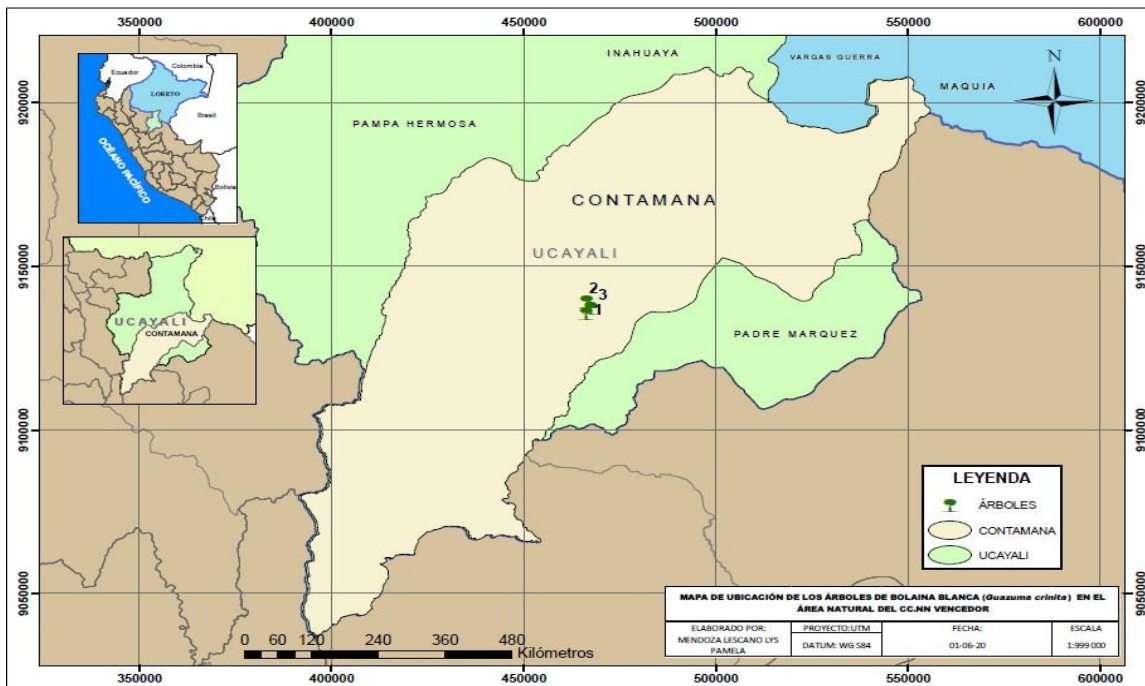 350000 400000 450000 500000 550000 600000
9200000 9200000
9150000 9150000
9100000 9100000
9050000 9050000
INAHUAYA
VARGAS GUERRA
MAQUIA
N
PAMPA HERMOSA
CONTAMANA
UCAYALI
2
3
1
PADRE MARQUEZ
Ecuador
Colombia
LORETO
Brasil
OCÉANO PACÍFICO
Bolivia
Chile
UCAYALI
CONTAMANA
LEYENDA
ÁRBOLES
CONTAMANA
UCAYALI
0 60 120 240 360 480
Kilómetros
MAPA DE UBICACIÓN DE LOS ÁRBOLES DE BOLAINA BLANCA (Guazuma crinita) EN EL
ÁREA NATURAL DEL CC.NN VENCEDOR
ELABORADO POR:
MENDOZA LESCANO LYS
PAMELA
PROYECTO:UTM
DATUM: WG S84
FECHA:
01-06-20
ESCALA
1:999 000
350000 400000 450000 500000 550000 600000